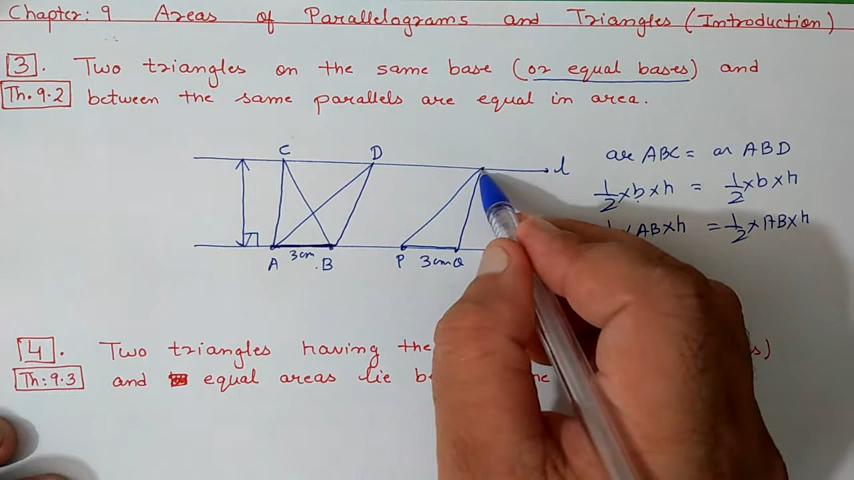 Chapter: 9 Areas of Parallelograms and Triangles (Introduction)
3. Two triangles on the same base (or equal bases) and
Th. 9.2 between the same parallels are equal in area.
C D l
ar ABC = ar ABD
1/2 × b × h = 1/2 × b × h
× AB × h = 1/2 × AB × h
A 3cm B P 3cm Q
4. Two triangles having the
Th: 9.3 and equal areas lie